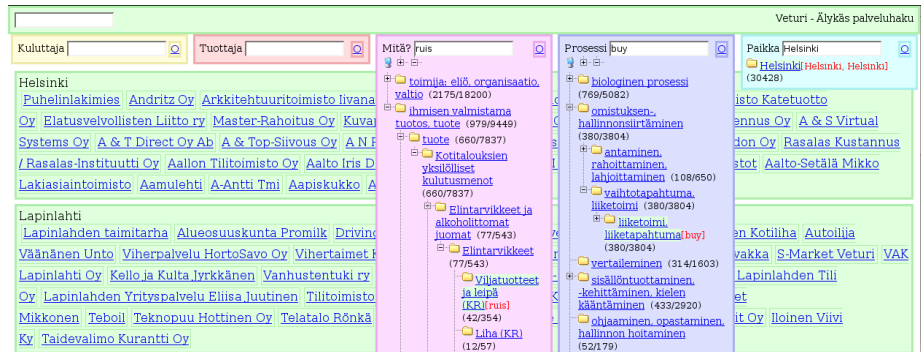 Veturi - Älykäs palveluhaku
Kuluttaja
Tuottaja
Mitä? ruis
Prosessi buy
Paikka Helsinki
Helsinki[Helsinki, Helsinki]
(30428)
toimija: eliö, organisaatio,
valtio (2175/18200)
ihmisen valmistama
tuotos, tuote (979/9449)
tuote (660/7837)
Kotitalouksien
yksilölliset
kulutusmenot
(660/7837)
Elintarvikkeet ja
alkoholittomat
juomat (77/543)
Elintarvikkeet
(77/543)
Viljatuotteet
ja leipä
(KR)[ruis]
(42/354)
Liha (KR)
(12/57)
biologinen prosessi
(769/5082)
omistuksen-,
hallinnonsiirtäminen
(380/3804)
antaminen,
rahoittaminen,
lahjoittaminen (108/650)
vaihtotapahtuma,
liiketoimi (380/3804)
liiketoimi,
liiketapahtuma[buy]
(380/3804)
vertaileminen (314/1603)
sisällöntuottaminen,
-kehittäminen, kielen
kääntäminen (433/2920)
ohjaaminen, opastaminen,
hallinnon hoitaminen
(52/179)
Helsinki
Puhelinlakimies Andritz Oy Arkkitehtuuritoimisto Iivana
isto Katetuotto
Oy Elatusvelvollisten Liitto ry Master-Rahoitus Oy Kuva
ennus Oy A & S Virtual
Systems Oy A & T Direct Oy Ab A & Top-Siivous Oy A N
don Oy Rasalas Kustannus
/ Rasalas-Instituutti Oy Aallon Tilitoimisto Oy Aalto Iris D
stot Aalto-Setälä Mikko
Lakiasiaintoimisto Aamulehti A-Antti Tmi Aapiskukko A
Lapinlahti
Lapinlahden taimitarha Alueosuuskunta Promilk Driving
en Kotiliha Autoilija
Väänänen Unto Viherpalvelu HortoSavo Oy Vihertaimet
vakka S-Market Veturi VAK
Lapinlahti Oy Kello ja Kulta Jyrkkänen Vanhustentuki ry
Lapinlahden Tili
Oy Lapinlahden Yrityspalvelu Eliisa Juutinen Tilitoimisto
et
Mikkonen Teboil Teknopuu Hottinen Oy Telatalo Rönkä
it Oy Iloinen Viivi
Ky Taidevalimo Kurantti Oy